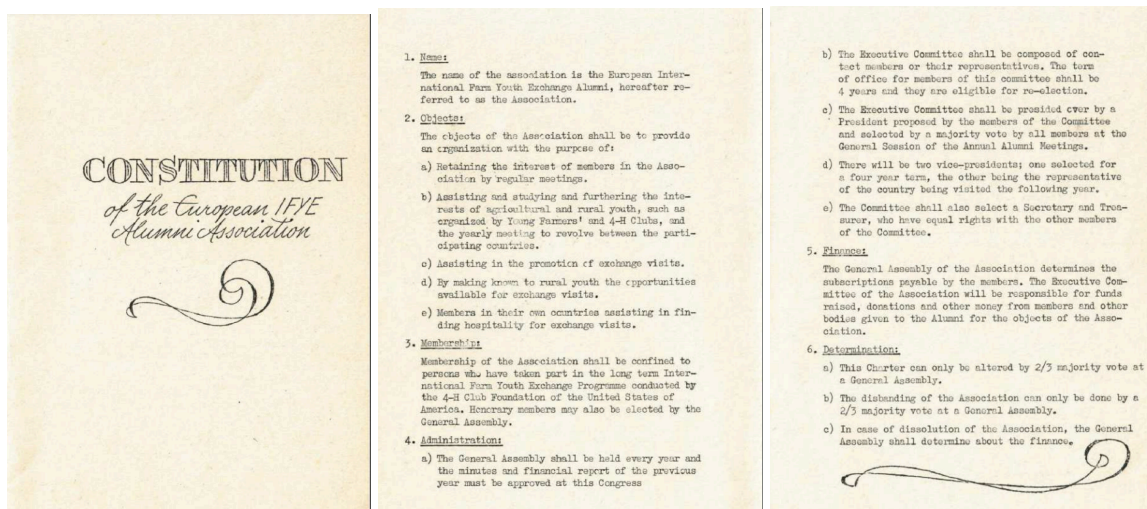 CONSTITUTION
of the European IFYE
Alumni Association
1. Name:
The name of the association is the European Inter-
national Farm Youth Exchange Alumni, hereafter re-
ferred to as the Association.
2. Objects:
The objects of the Association shall be to provide
an organization with the purpose of:
a) Retaining the interest of members in the Asso-
ciation by regular meetings.
b) Assisting and studying and furthering the inte-
rests of agricultural and rural youth, such as
organized by Young Farmers' and 4-H Clubs, and
the yearly meeting to revolve between the parti-
cipating countries.
c) Assisting in the promotion of exchange visits.
d) By making known to rural youth the opportunities
available for exchange visits.
e) Members in their own countries assisting in fin-
ding hospitality for exchange visits.
3. Membership:
Membership of the Association shall be confined to
persons who have taken part in the long term Inter-
national Farm Youth Exchange Programme conducted by
the 4-H Club Foundation of the United States of
America. Honorary members may also be elected by the
General Assembly.
4. Administration:
a) The General Assembly shall be held every year and
the minutes and financial report of the previous
year must be approved at this Congress
b) The Executive Committee shall be composed of con-
tact members or their representatives. The term
of office for members of this committee shall be
4 years and they are eligible for re-election.
c) The Executive Committee shall be presided over by a
President proposed by the members of the Committee
and selected by a majority vote by all members at the
General Session of the Annual Alumni Meetings.
d) There will be two vice-presidents; one selected for
a four year term, the other being the representative
of the country being visited the following year.
e) The Committee shall also select a Secretary and Trea-
surer, who have equal rights with the other members
of the Committee.
5. Finance:
The General Assembly of the Association determines the
subscriptions payable by the members. The Executive Com-
mittee of the Association will be responsible for funds
raised, donations and other money from members and other
bodies given to the Alumni for the objects of the Asso-
ciation.
6. Determination:
a) This Charter can only be altered by 2/3 majority vote at
a General Assembly.
b) The disbanding of the Association can only be done by a
2/3 majority vote at a General Assembly.
c) In case of dissolution of the Association, the General
Assembly shall determine about the finance.